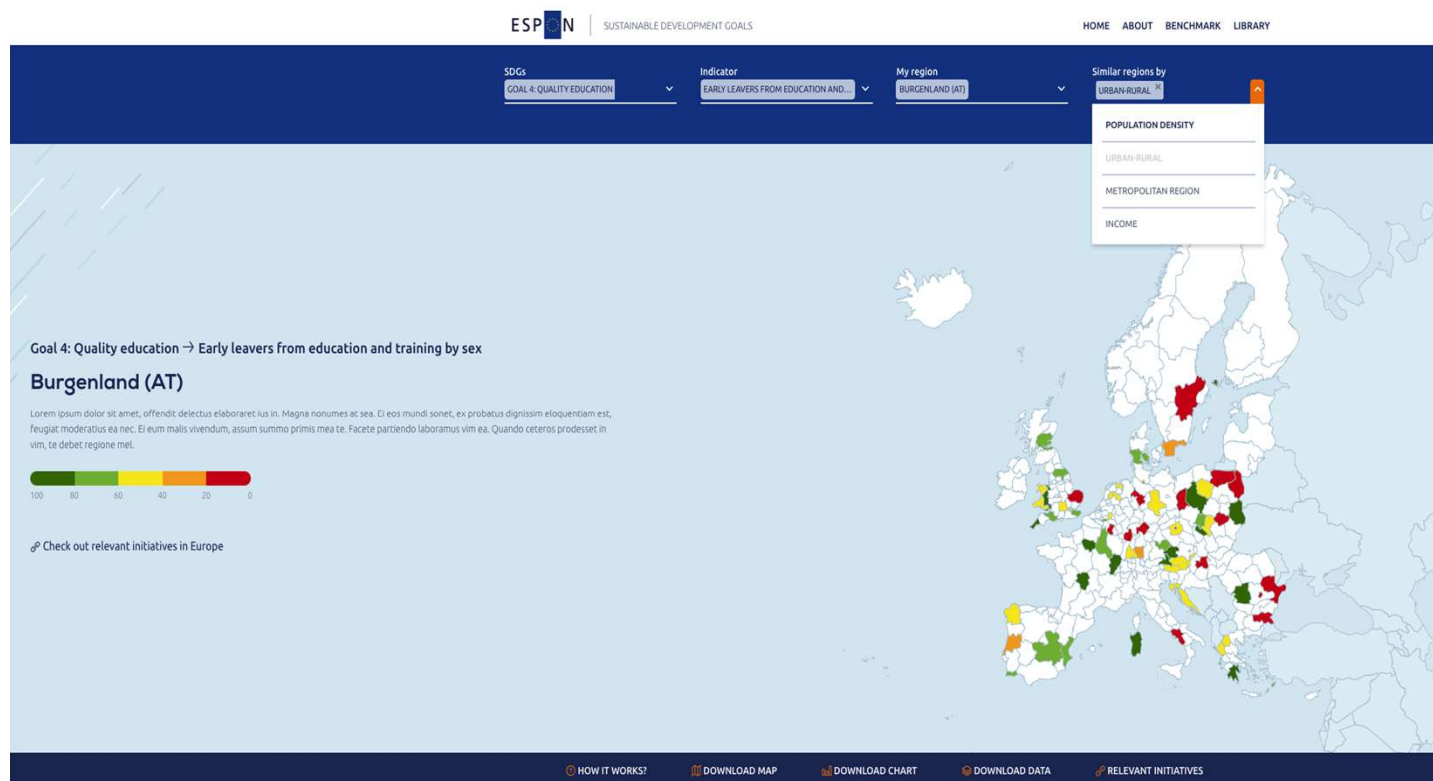 ESPON
SUSTAINABLE DEVELOPMENT GOALS
HOME ABOUT BENCHMARK LIBRARY
SDGs
GOAL 4: QUALITY EDUCATION
Indicator
EARLY LEAVERS FROM EDUCATION AND...
My region
BURGENLAND (AT)
Similar regions by
URBAN-RURAL ×
POPULATION DENSITY
URBAN-RURAL
METROPOLITAN REGION
INCOME
Goal 4: Quality education → Early leavers from education and training by sex
Burgenland (AT)
Lorem ipsum dolor sit amet, offendit delectus elaboraret ius in. Magna nonumes at sea. Ei eos mundi sonet, ex probatus dignissim eloquentiam est,
feugiat moderatius ea nec. Ei eum malis vivendum, assum summo primis mea te. Facete partiendo laboramus vim ea. Quando ceteros prodesset in
vim, te debet regione mel.
100 80 60 40 20 0
Check out relevant initiatives in Europe
HOW IT WORKS? DOWNLOAD MAP DOWNLOAD CHART DOWNLOAD DATA RELEVANT INITIATIVES